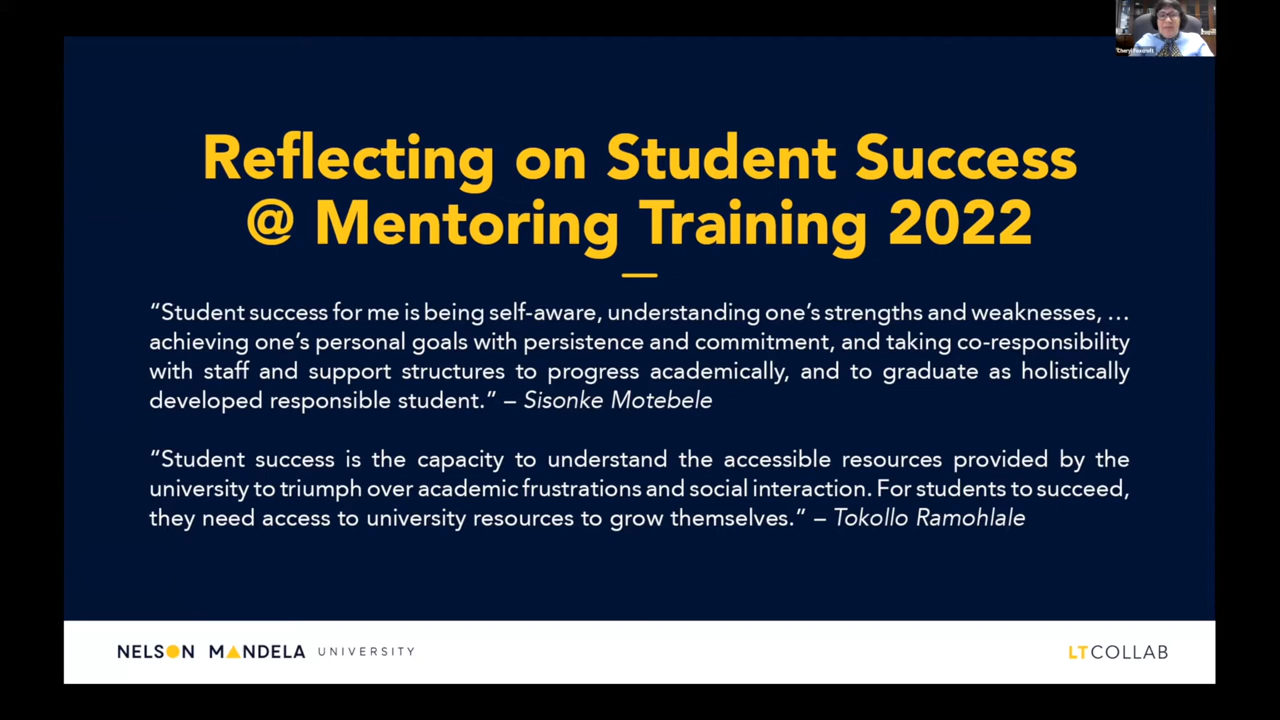 Cheryl Foxcroft
Reflecting on Student Success
@ Mentoring Training 2022
“Student success for me is being self-aware, understanding one’s strengths and weaknesses, …
achieving one’s personal goals with persistence and commitment, and taking co-responsibility
with staff and support structures to progress academically, and to graduate as holistically
developed responsible student.” – Sisonke Motebele
“Student success is the capacity to understand the accessible resources provided by the
university to triumph over academic frustrations and social interaction. For students to succeed,
they need access to university resources to grow themselves.” – Tokollo Ramohlale
NELSON MANDELA UNIVERSITY
LTCOLLAB